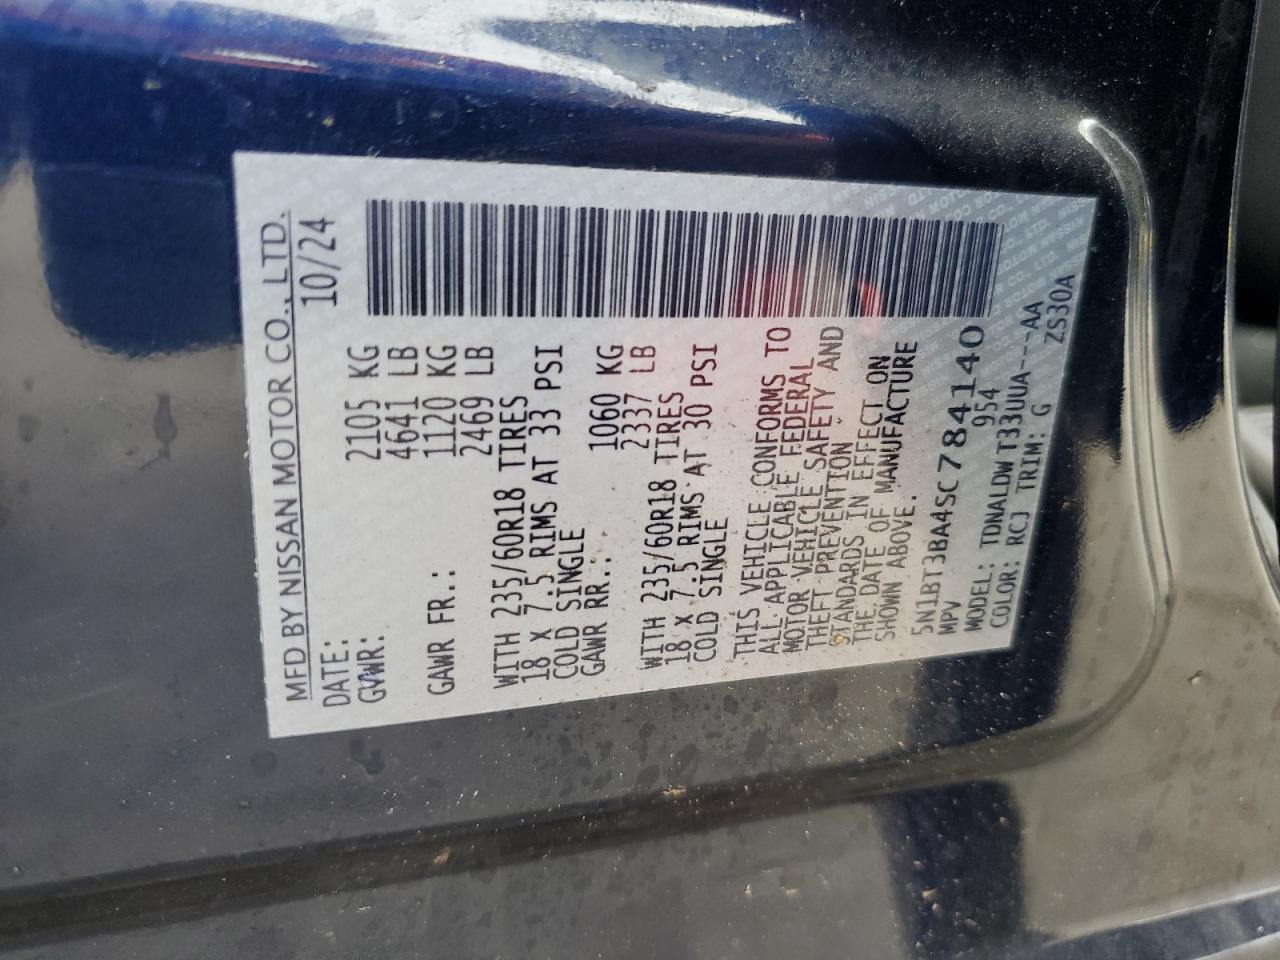 MFD BY NISSAN MOTOR CO., LTD.
DATE: 10/24
GVWR: 2105 KG
4641 LB
GAWR FR.: 1120 KG
2469 LB
WITH 235/60R18 TIRES
18 X 7.5 RIMS AT 33 PSI
COLD SINGLE
GAWR RR.: 1060 KG
2337 LB
WITH 235/60R18 TIRES
18 X 7.5 RIMS AT 30 PSI
COLD SINGLE
THIS VEHICLE CONFORMS TO
ALL APPLICABLE FEDERAL
MOTOR VEHICLE SAFETY AND
THEFT PREVENTION
STANDARDS IN EFFECT ON
THE DATE OF MANUFACTURE
SHOWN ABOVE.
5N1BT3BA4SC784140
MPV 954
MODEL: TDNALDW T33UUA----AA
COLOR: RCJ TRIM: G ZS30A